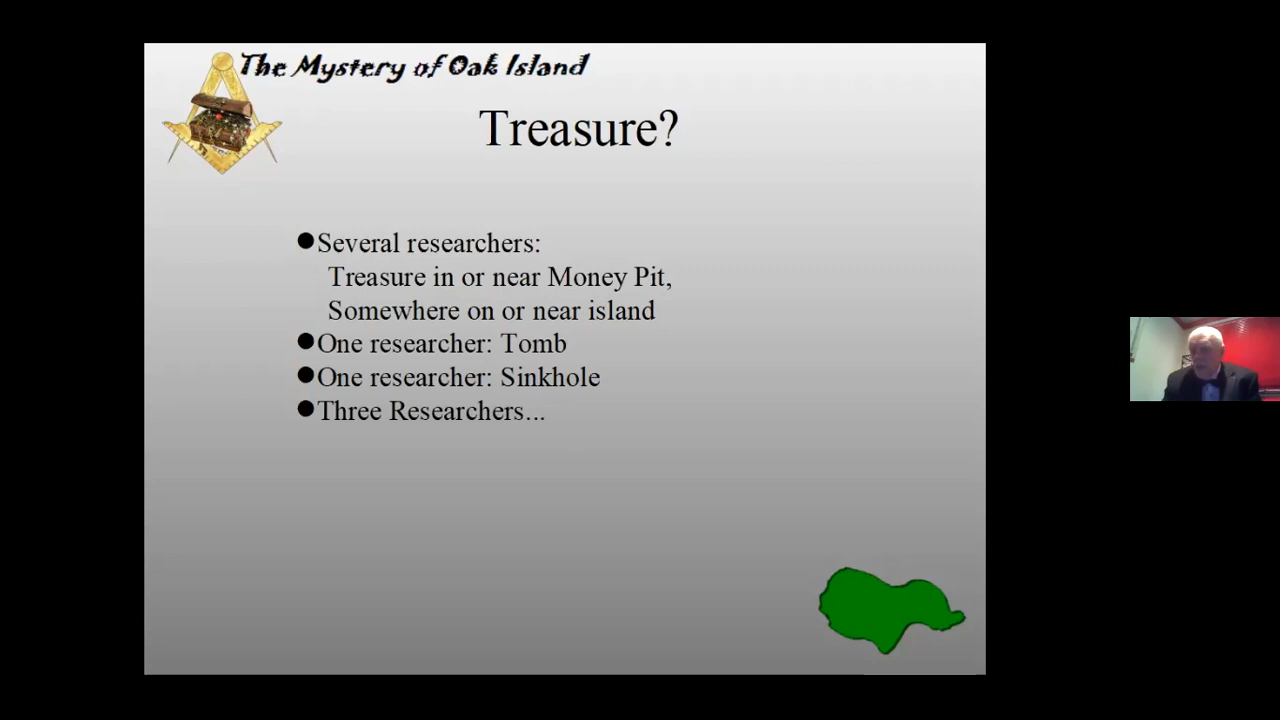 The Mystery of Oak Island
Treasure?
●Several researchers:
Treasure in or near Money Pit,
Somewhere on or near island
●One researcher: Tomb
●One researcher: Sinkhole
●Three Researchers...